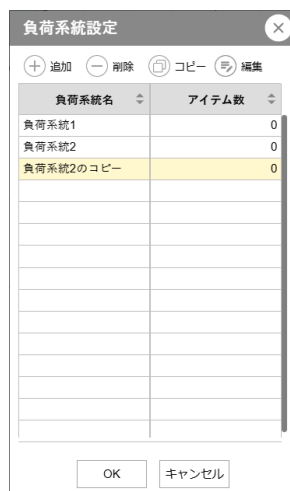 負荷系統設定
追加 削除 コピー 編集
負荷系統名 アイテム数
負荷系統1 0
負荷系統2 0
負荷系統2のコピー 0
OK キャンセル